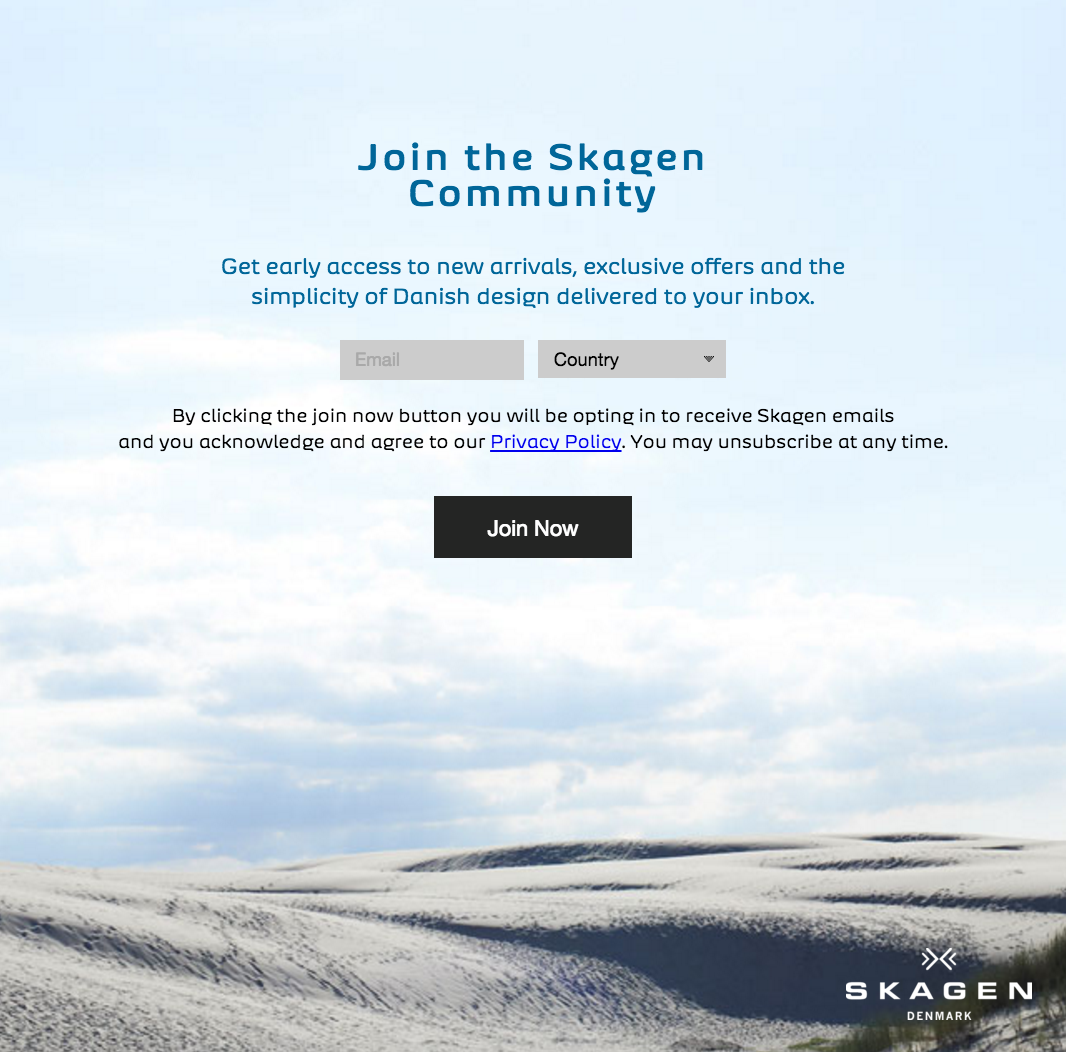 Join the Skagen
Community
Get early access to new arrivals, exclusive offers and the
simplicity of Danish design delivered to your inbox.
Email
Country
By clicking the join now button you will be opting in to receive Skagen emails
and you acknowledge and agree to our Privacy Policy. You may unsubscribe at any time.
Join Now
SKAGEN
DENMARK